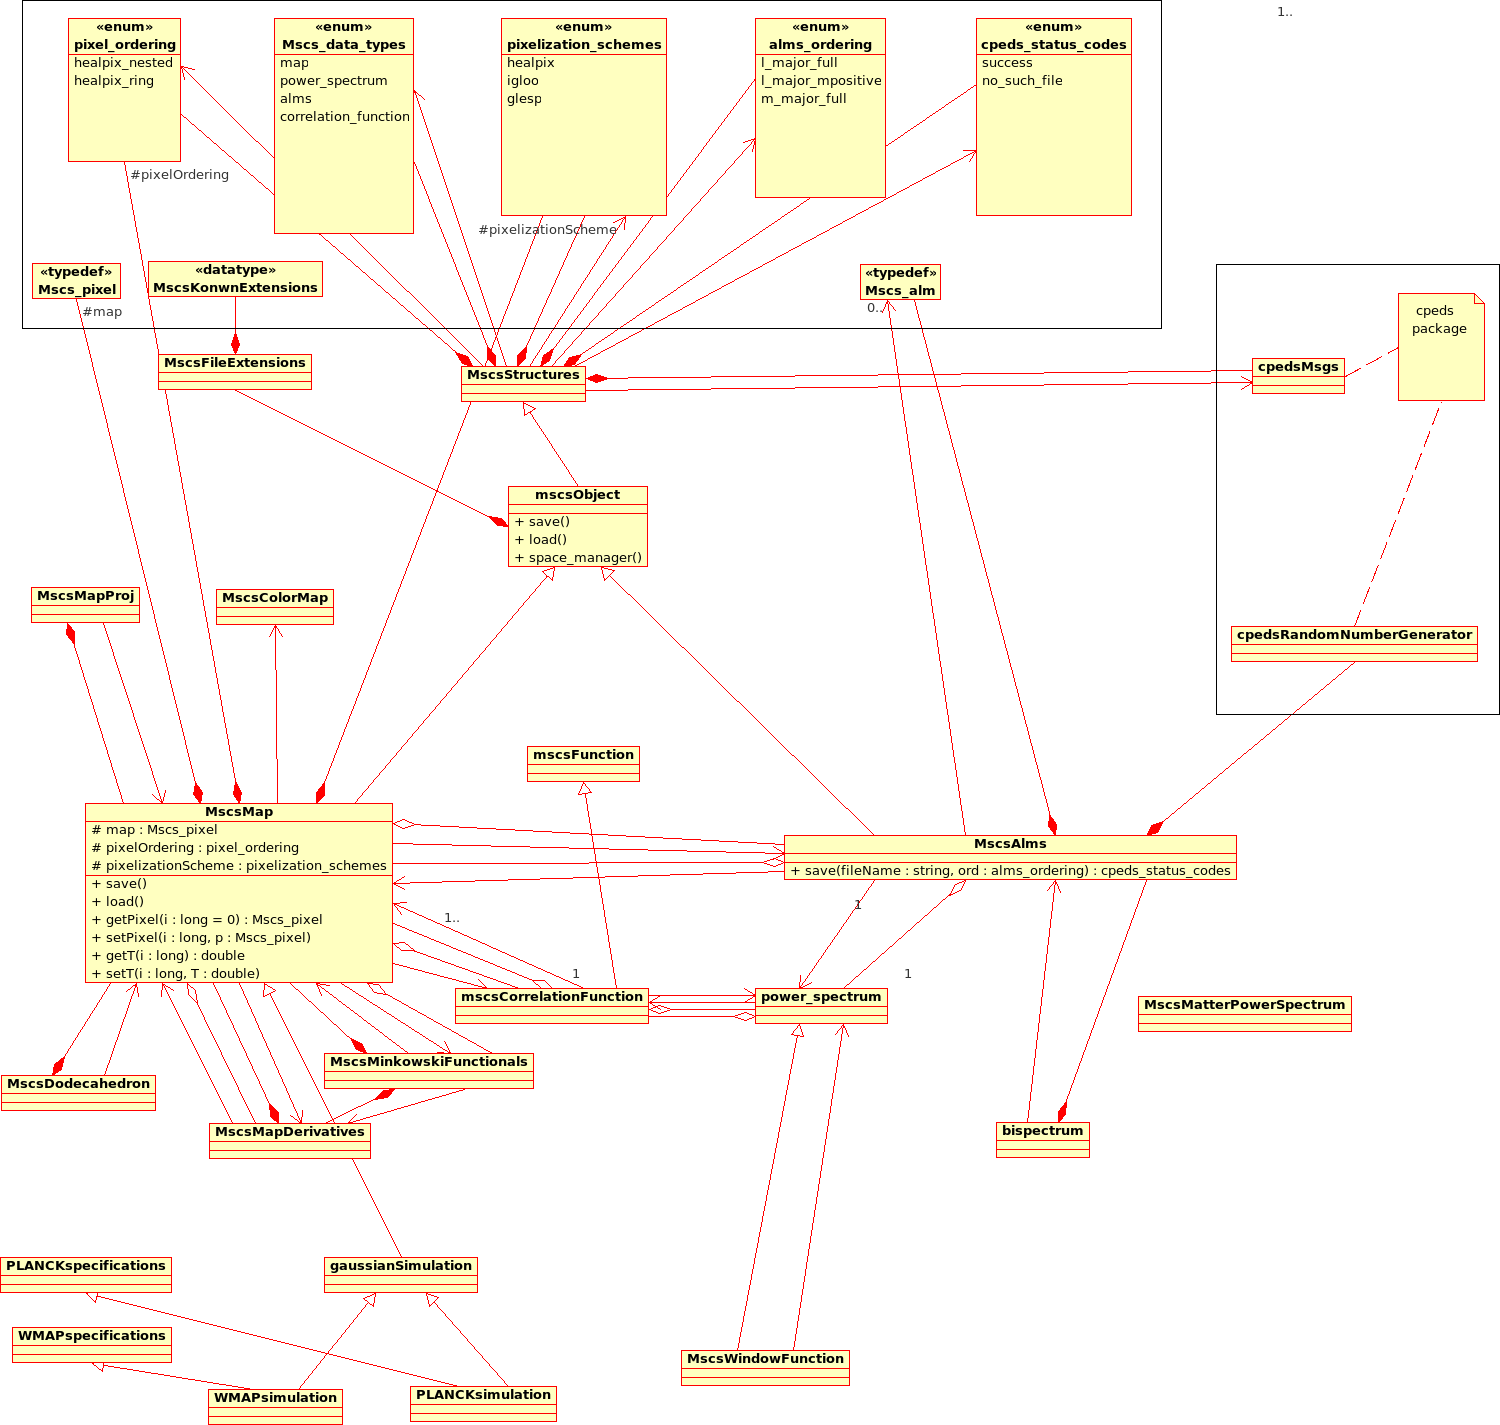 1..
«enum»
pixel_ordering
healpix_nested
healpix_ring
«enum»
Mscs_data_types
map
power_spectrum
alms
correlation_function
«enum»
pixelization_schemes
healpix
igloo
glesp
«enum»
alms_ordering
l_major_full
l_major_mpositive
m_major_full
«enum»
cpeds_status_codes
success
no_such_file
#pixelOrdering
#pixelizationScheme
«typedef»
Mscs_pixel
«datatype»
MscsKonwnExtensions
«typedef»
Mscs_alm
#map
0..
cpeds
package
MscsFileExtensions
MscsStructures
cpedsMsgs
mscsObject
+ save()
+ load()
+ space_manager()
MscsMapProj
MscsColorMap
cpedsRandomNumberGenerator
mscsFunction
MscsMap
# map : Mscs_pixel
# pixelOrdering : pixel_ordering
# pixelizationScheme : pixelization_schemes
+ save()
+ load()
+ getPixel(i : long = 0) : Mscs_pixel
+ setPixel(i : long, p : Mscs_pixel)
+ getT(i : long) : double
+ setT(i : long, T : double)
MscsAlms
+ save(fileName : string, ord : alms_ordering) : cpeds_status_codes
1
1..
1
1
mscsCorrelationFunction
power_spectrum
MscsMatterPowerSpectrum
MscsMinkowskiFunctionals
MscsDodecahedron
MscsMapDerivatives
bispectrum
PLANCKspecifications
gaussianSimulation
WMAPspecifications
MscsWindowFunction
WMAPsimulation
PLANCKsimulation